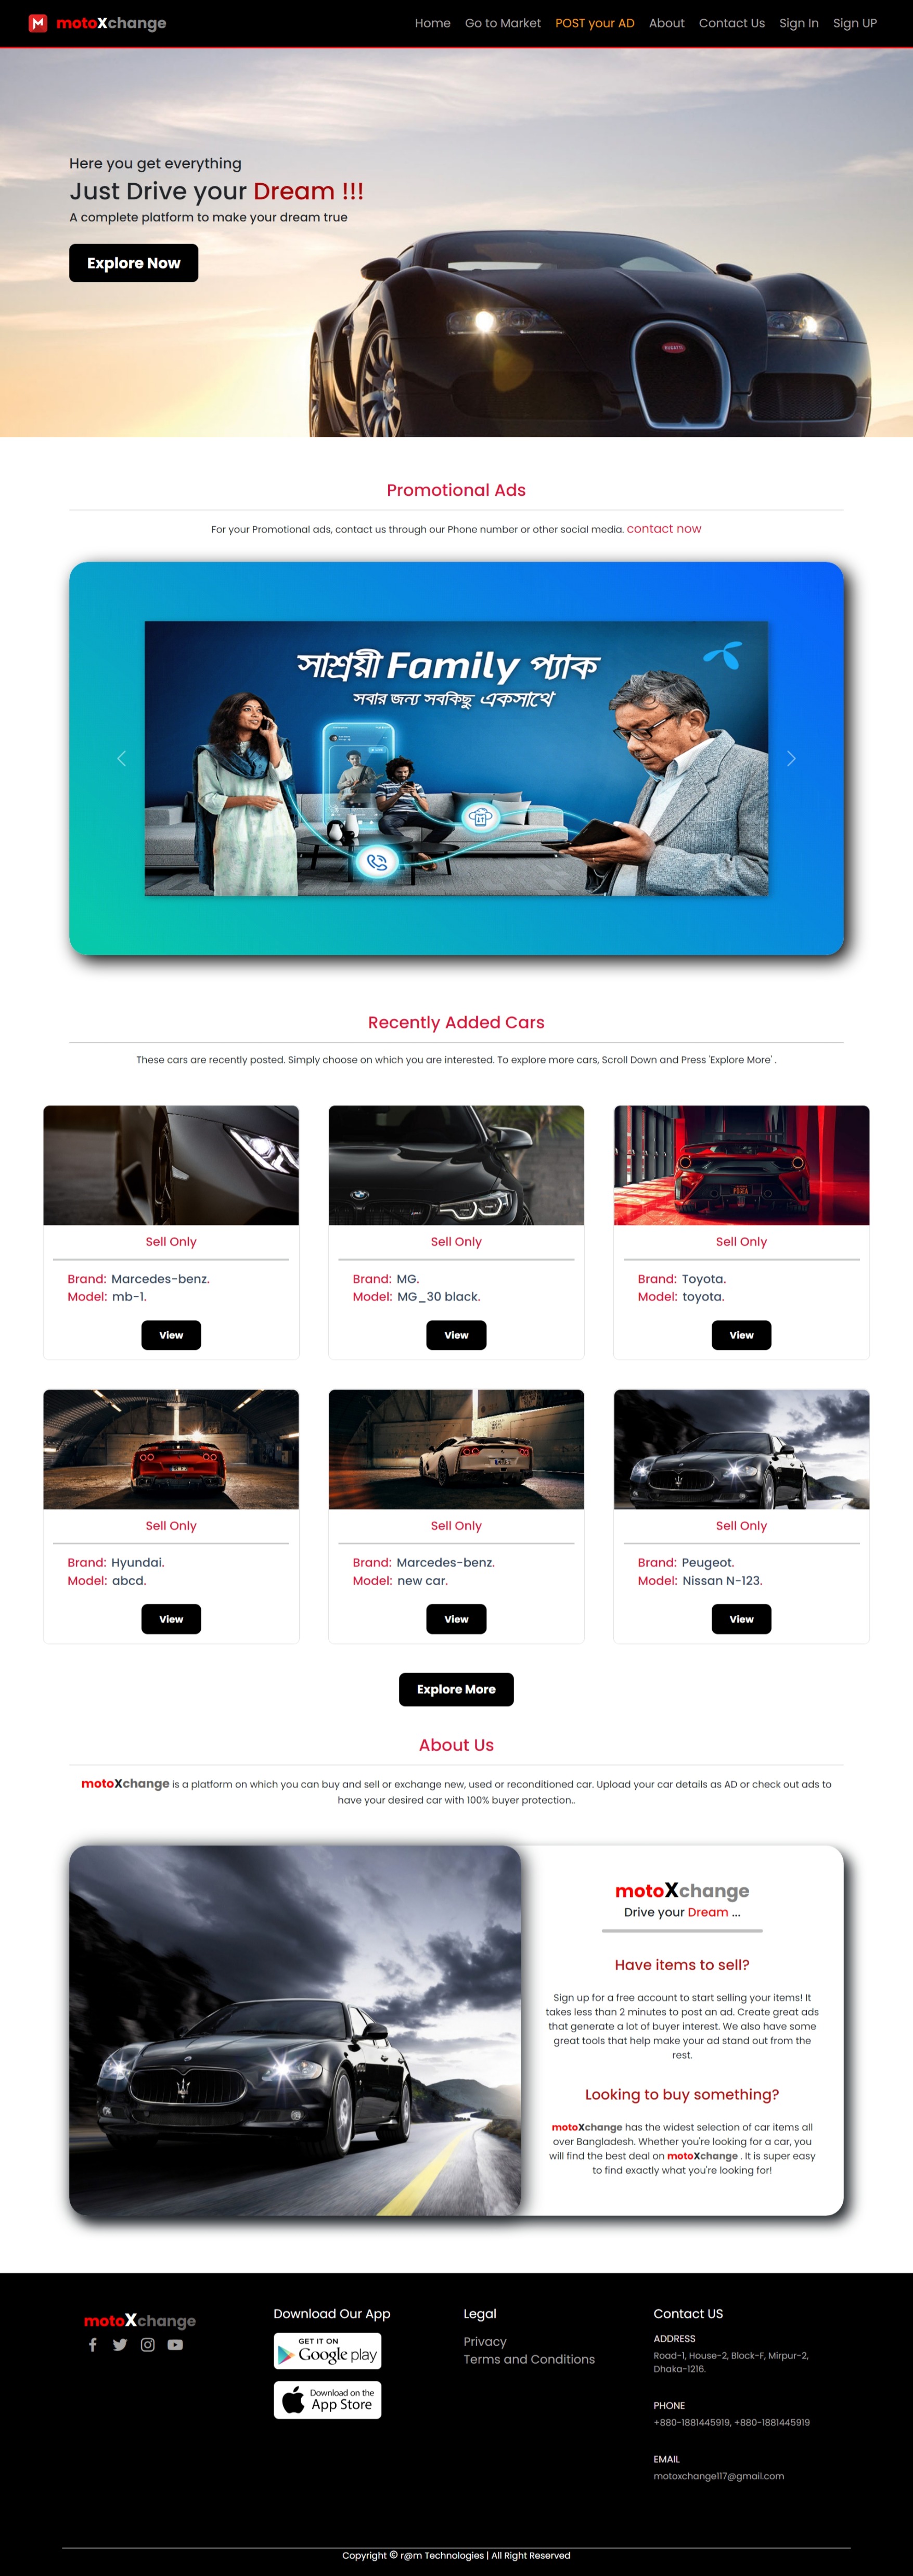 motoXchange
Home Go to Market POST your AD About Contact Us Sign In Sign UP
Here you get everything
Just Drive your Dream !!!
A complete platform to make your dream true
Explore Now
BUGATTI
Promotional Ads
For your Promotional ads, contact us through our Phone number or other social media. contact now
সাশ্রয়ী Family প্যাক
সবার জন্য সবকিছু একসাথে
Recently Added Cars
These cars are recently posted. Simply choose on which you are interested. To explore more cars, Scroll Down and Press 'Explore More' .
Sell Only
Brand: Marcedes-benz.
Model: mb-1.
View
Sell Only
Brand: MG.
Model: MG_30 black.
View
Sell Only
Brand: Toyota.
Model: toyota.
View
Sell Only
Brand: Hyundai.
Model: abcd.
View
Sell Only
Brand: Marcedes-benz.
Model: new car.
View
Sell Only
Brand: Peugeot.
Model: Nissan N-123.
View
Explore More
About Us
motoXchange is a platform on which you can buy and sell or exchange new, used or reconditioned car. Upload your car details as AD or check out ads to
have your desired car with 100% buyer protection..
motoXchange
Drive your Dream ...
Have items to sell?
Sign up for a free account to start selling your items! It
takes less than 2 minutes to post an ad. Create great ads
that generate a lot of buyer interest. We also have some
great tools that help make your ad stand out from the
rest.
Looking to buy something?
motoXchange has the widest selection of car items all
over Bangladesh. Whether you're looking for a car, you
will find the best deal on motoXchange . It is super easy
to find exactly what you're looking for!
motoXchange
Download Our App
GET IT ON
Google play
Download on the
App Store
Legal
Privacy
Terms and Conditions
Contact US
ADDRESS
Road-1, House-2, Block-F, Mirpur-2,
Dhaka-1216.
PHONE
+880-1881445919, +880-1881445919
EMAIL
motoxchange117@gmail.com
Copyright © r@m Technologies | All Right Reserved